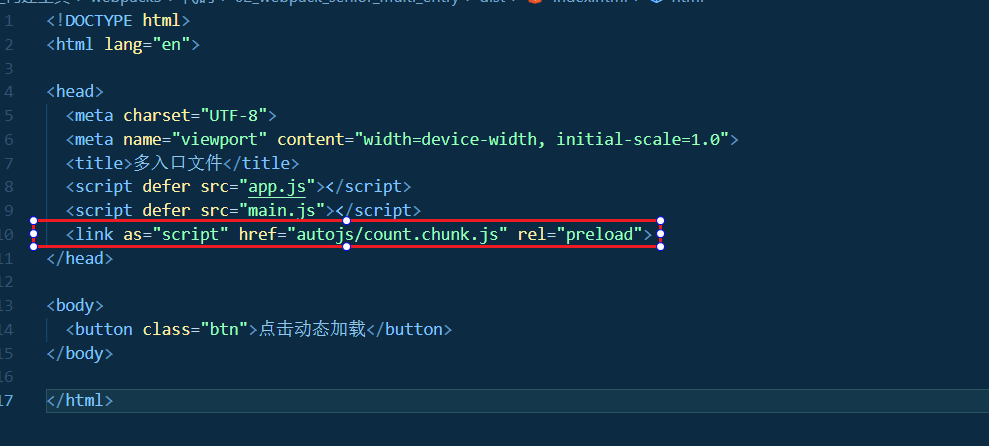 1 <!DOCTYPE html>
2 <html lang="en">
3
4 <head>
5 <meta charset="UTF-8">
6 <meta name="viewport" content="width=device-width, initial-scale=1.0">
7 <title>多入口文件</title>
8 <script defer src="app.js"></script>
9 <script defer src="main.js"></script>
10 <link as="script" href="autojs/count.chunk.js" rel="preload">
11 </head>
12
13 <body>
14 <button class="btn">点击动态加载</button>
15 </body>
16
17 </html>